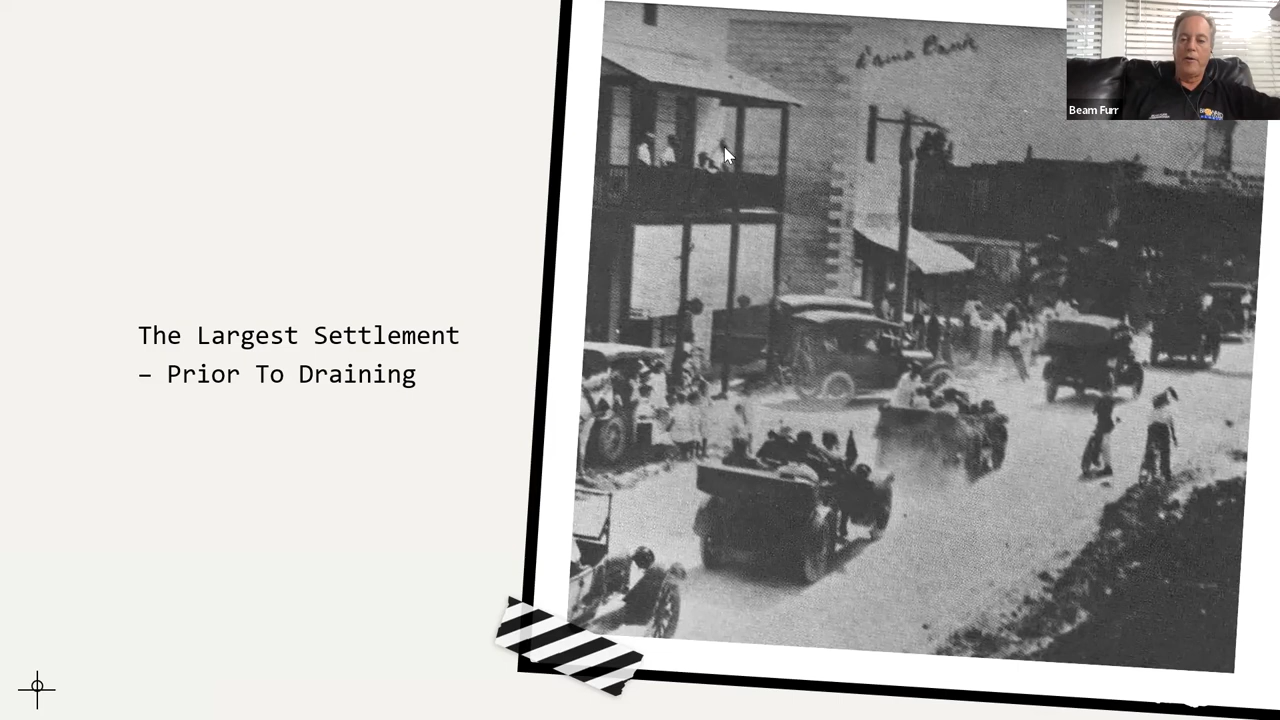 The Largest Settlement
– Prior To Draining
Beam Furr